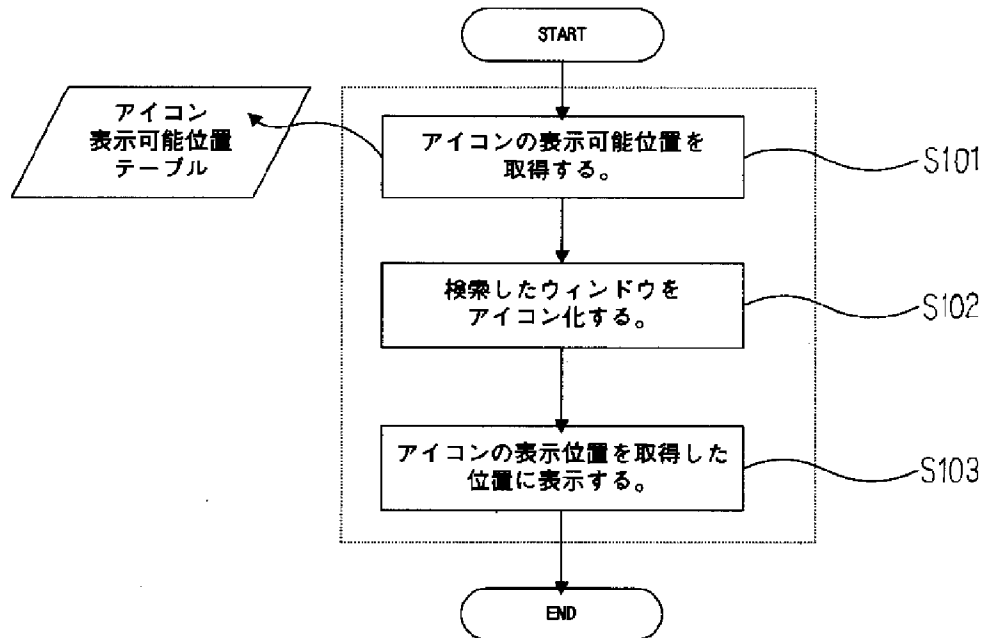 START
アイコン
表示可能位置
テーブル
アイコンの表示可能位置を
取得する。
S101
検索したウィンドウを
アイコン化する。
S102
アイコンの表示位置を取得した
位置に表示する。
S103
END